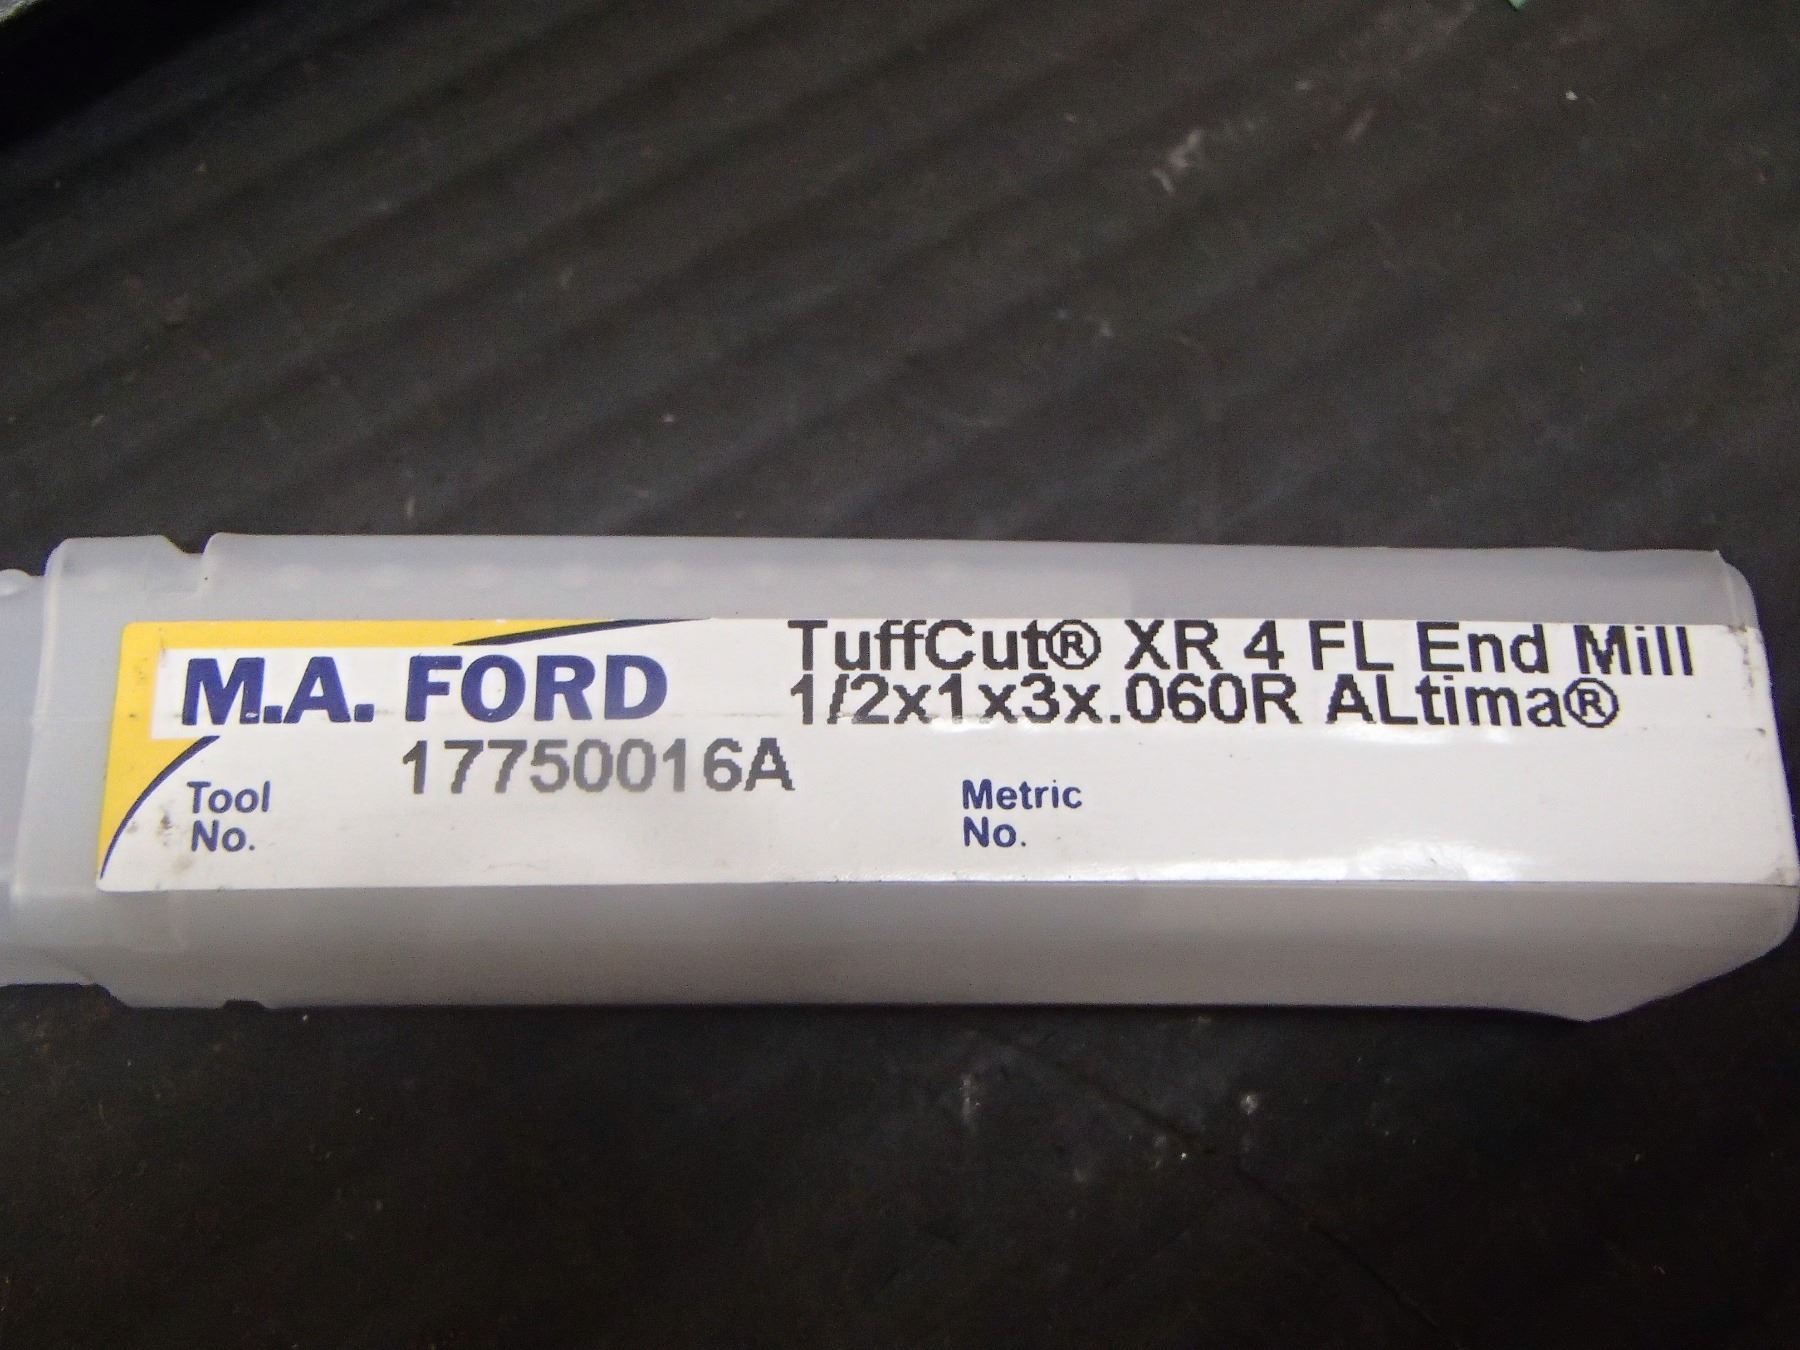 M.A. FORD
TuffCut® XR 4 FL End Mill
1/2x1x3x.060R ALtima®
Tool No. 17750016A
Metric No.